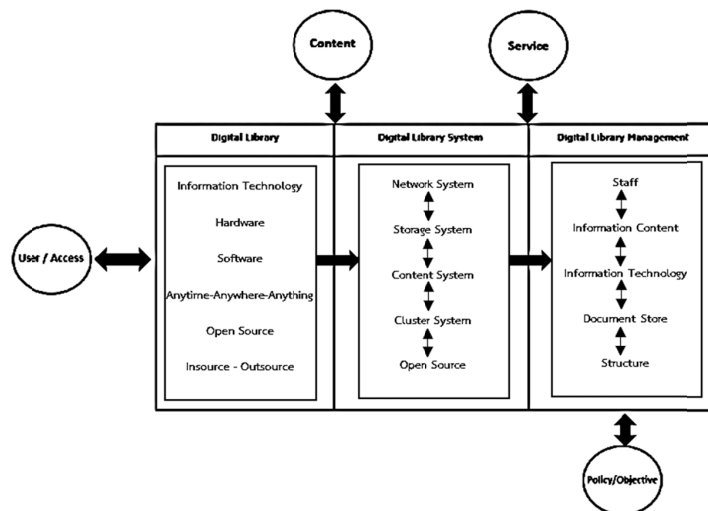 Content
Service
Digital Library
Digital Library System
Digital Library Management
User / Access
Information Technology
Hardware
Software
Anytime-Anywhere-Anything
Open Source
Insource - Outsource
Network System
Storage System
Content System
Cluster System
Open Source
Staff
Information Content
Information Technology
Document Store
Structure
Policy/Objective